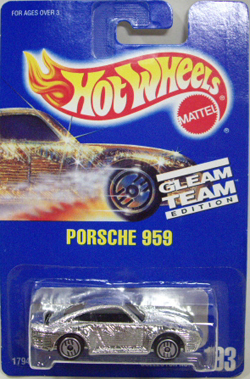 FOR AGES OVER 3.
HOT WHEELS
MATTEL
GLEAM
TEAM
EDITION
PORSCHE 959